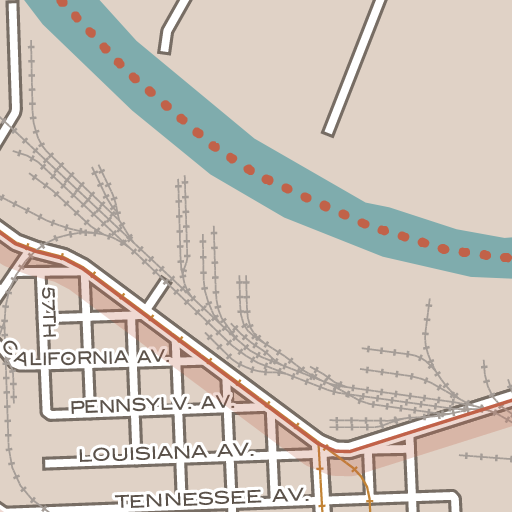 57TH
CALIFORNIA AV.
PENNSYLV. AV.
LOUISIANA AV.
TENNESSEE AV.